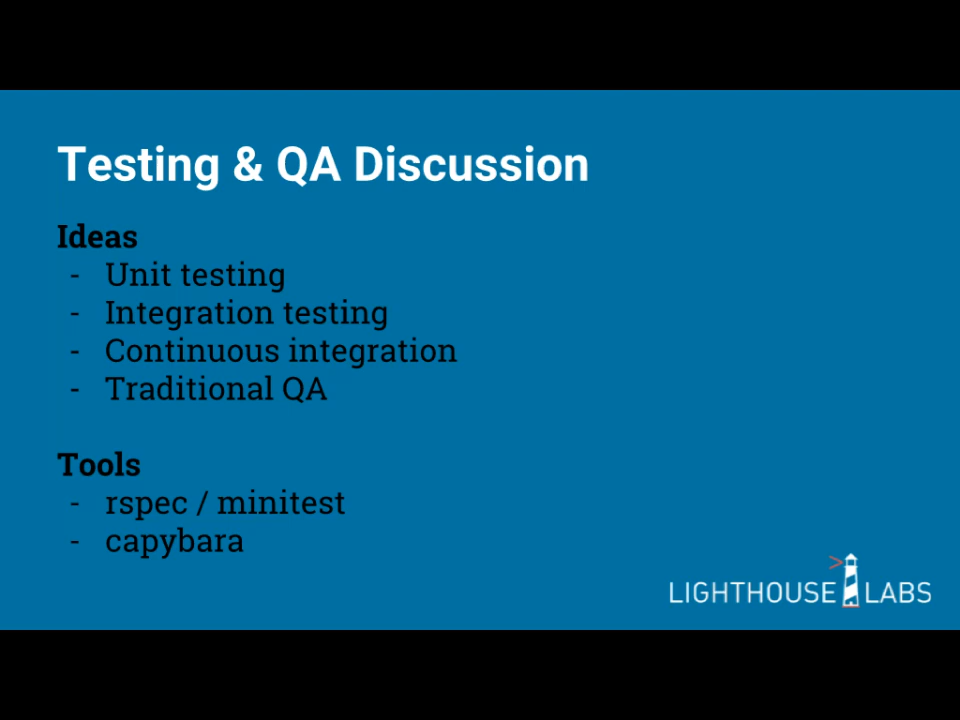 Testing & QA Discussion
Ideas
- Unit testing
- Integration testing
- Continuous integration
- Traditional QA
Tools
- rspec / minitest
- capybara
LIGHTHOUSE LABS